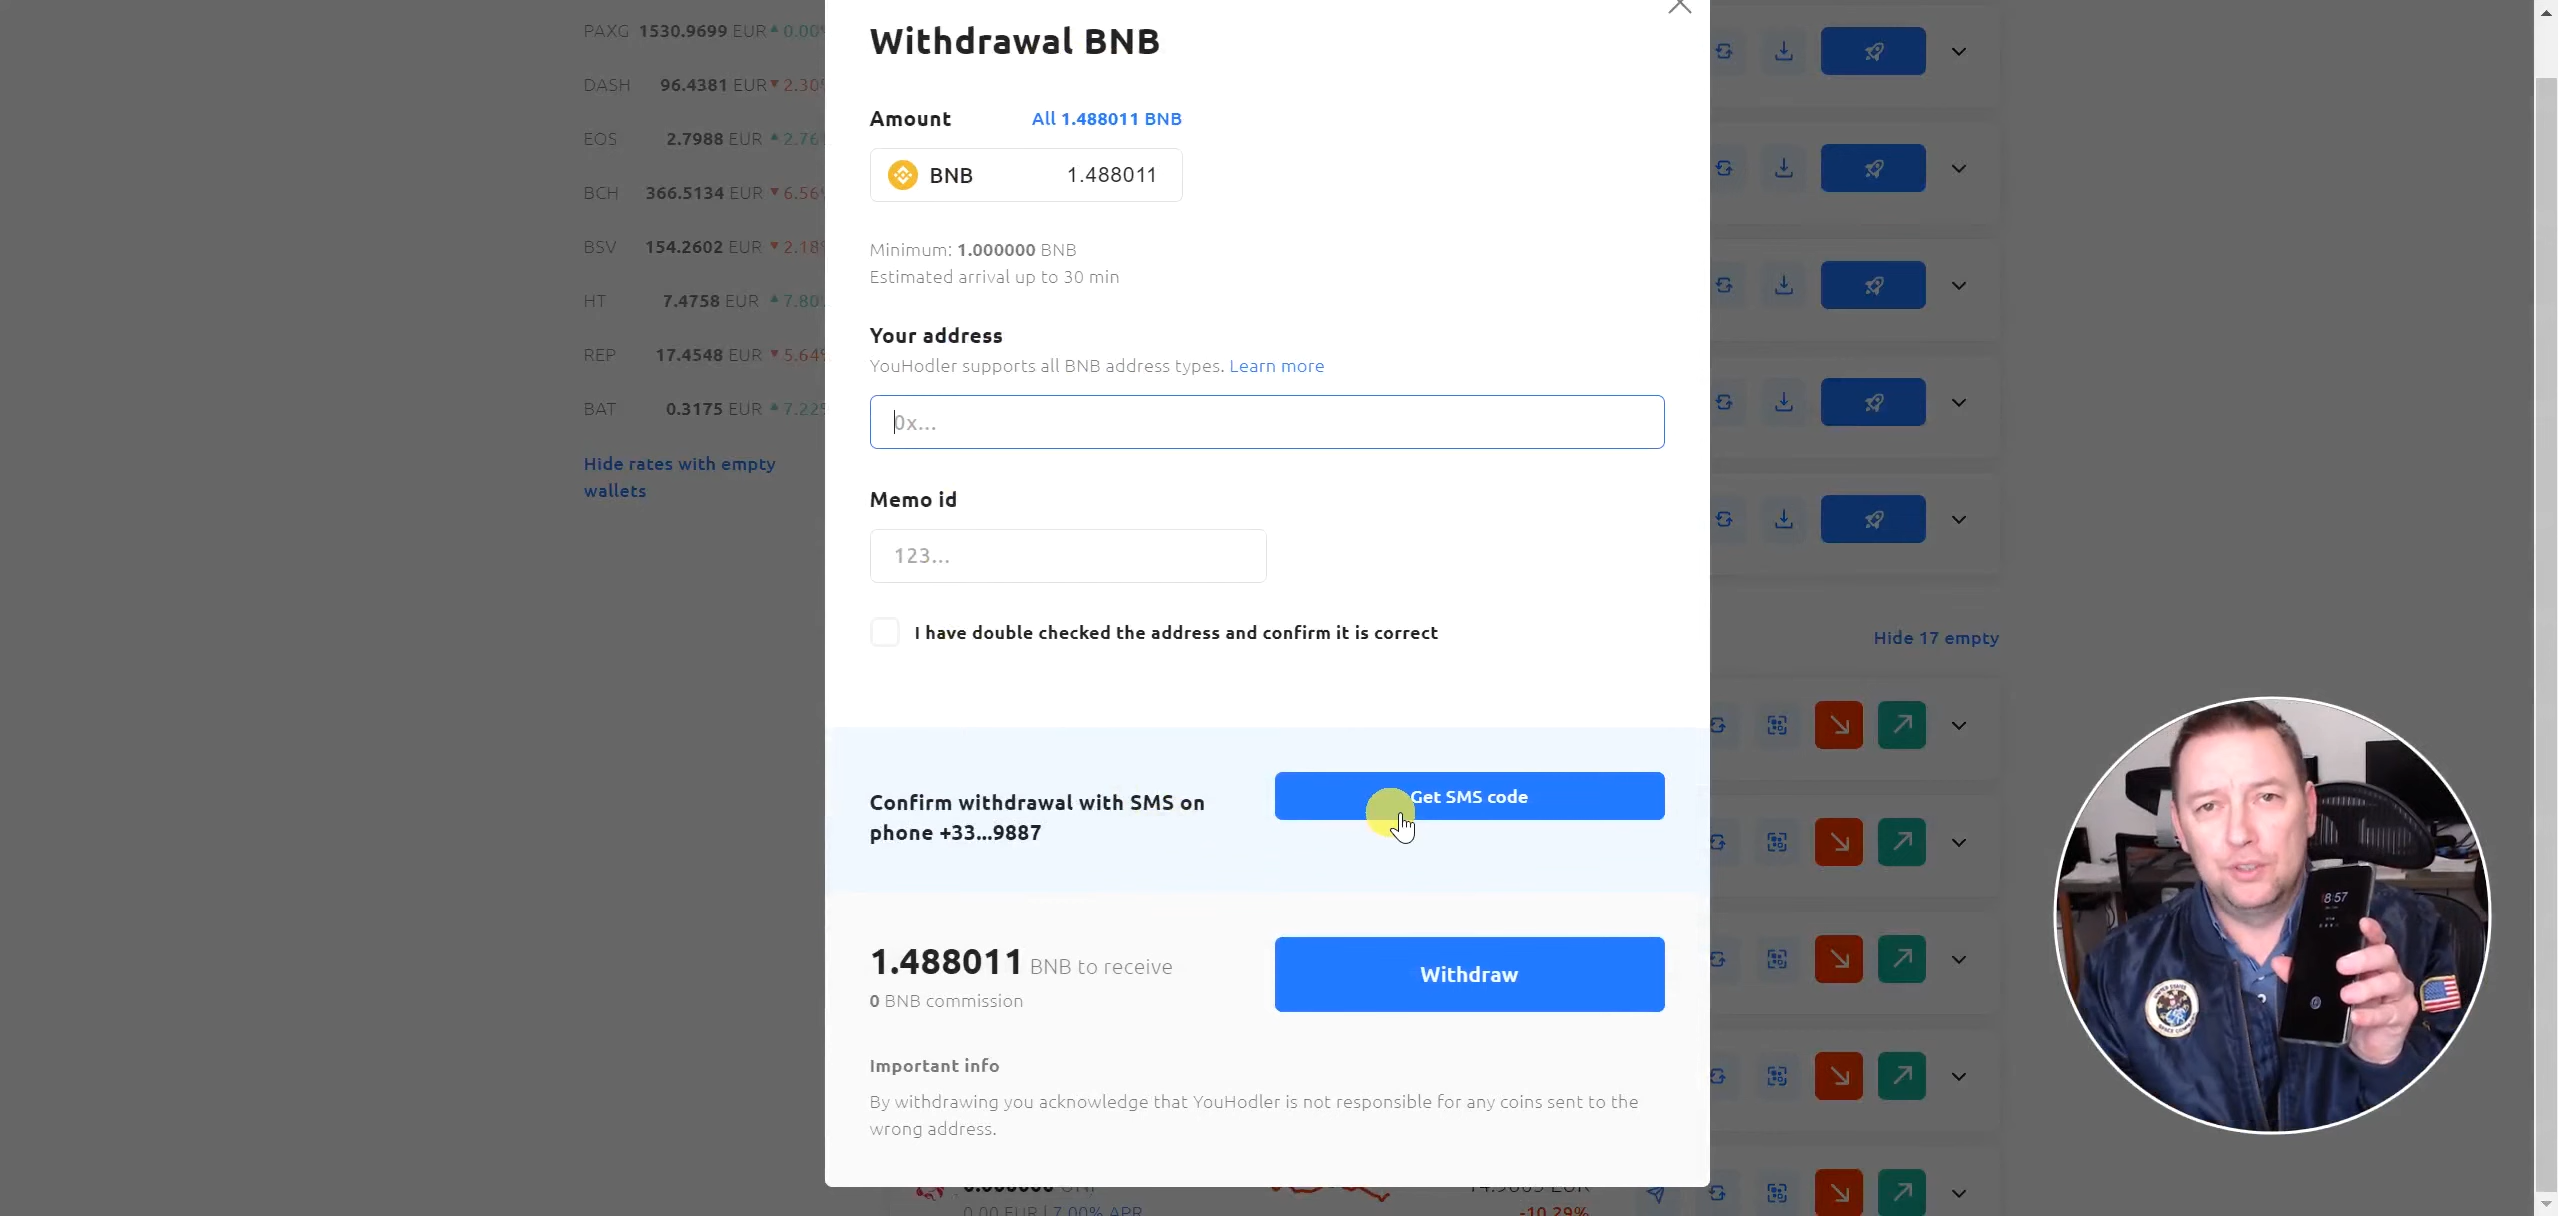 PAXG 1530.9699 EUR 0.00%
DASH 96.4381 EUR 2.30%
EOS 2.7988 EUR 2.76
BCH 366.5134 EUR 6.56%
BSV 154.2602 EUR 2.18%
HT 7.4758 EUR 7.80
REP 17.4548 EUR 5.64%
BAT 0.3175 EUR 7.22%
Hide rates with empty
wallets
Withdrawal BNB
Amount All 1.488011 BNB
BNB 1.488011
Minimum: 1.000000 BNB
Estimated arrival up to 30 min
Your address
YouHodler supports all BNB address types. Learn more
0x...
Memo id
123...
I have double checked the address and confirm it is correct
Confirm withdrawal with SMS on
phone +33...9887
Get SMS code
1.488011 BNB to receive
0 BNB commission
Withdraw
Important info
By withdrawing you acknowledge that YouHodler is not responsible for any coins sent to the
wrong address.
Hide 17 empty
0.00 EUR | 7.00% APR
-10.29%
8:57